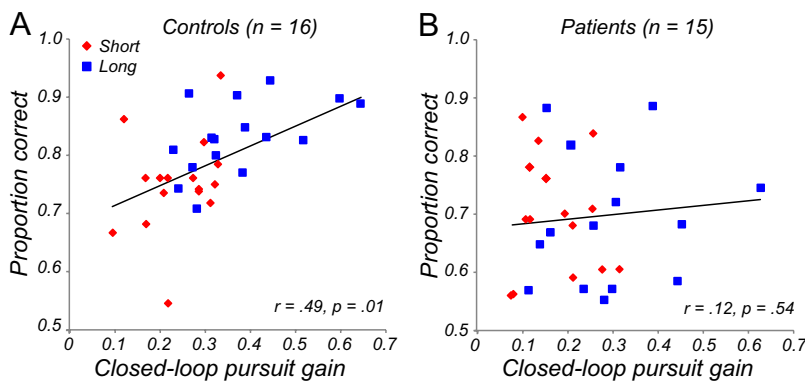 A
Controls (n = 16)
Short
Long
Proportion correct
1.0
0.9
0.8
0.7
0.6
0.5
r = .49, p = .01
0 0.1 0.2 0.3 0.4 0.5 0.6 0.7
Closed-loop pursuit gain
B
Patients (n = 15)
Proportion correct
1.0
0.9
0.8
0.7
0.6
0.5
r = .12, p = .54
0 0.1 0.2 0.3 0.4 0.5 0.6 0.7
Closed-loop pursuit gain